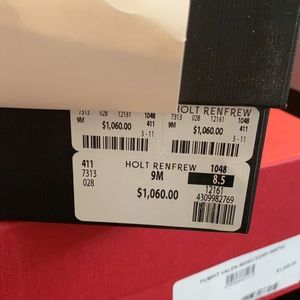 7313 028 12161 1048
9M 411
$1,060.00
5 - 11
HOLT RENFREW
7313 028 12161 1048
9M 411
$1,060.00
5 - 11
411 HOLT RENFREW 1048
7313 9M 8.5
028 $1,060.00 12161
4309982769